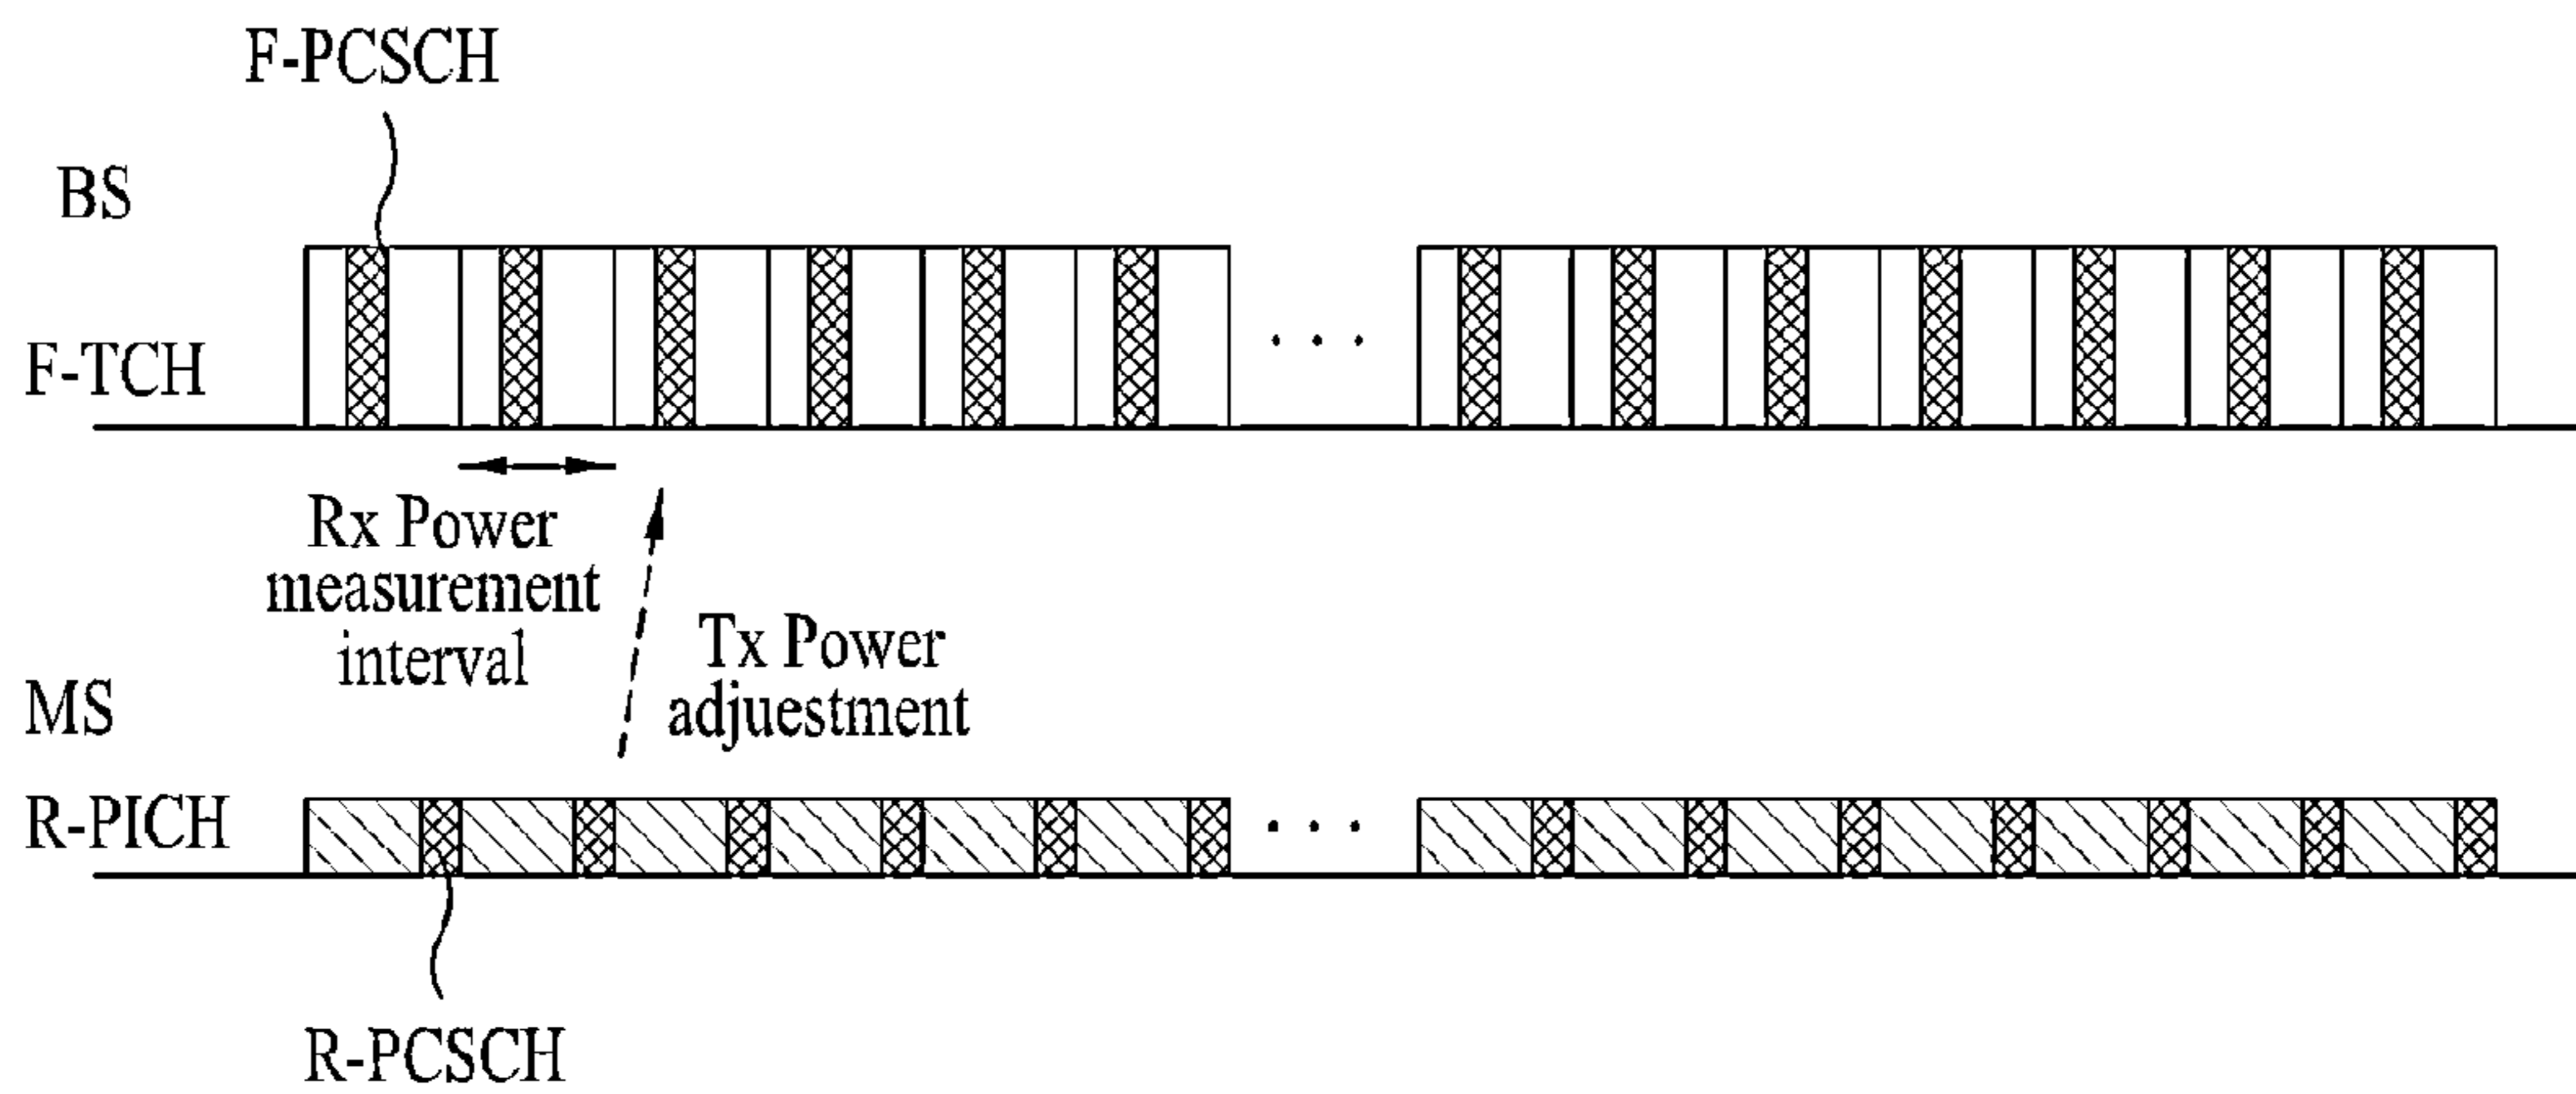 F-PCSCH
BS
F-TCH
Rx Power
measurement
interval
Tx Power
adjuestment
MS
R-PICH
R-PCSCH